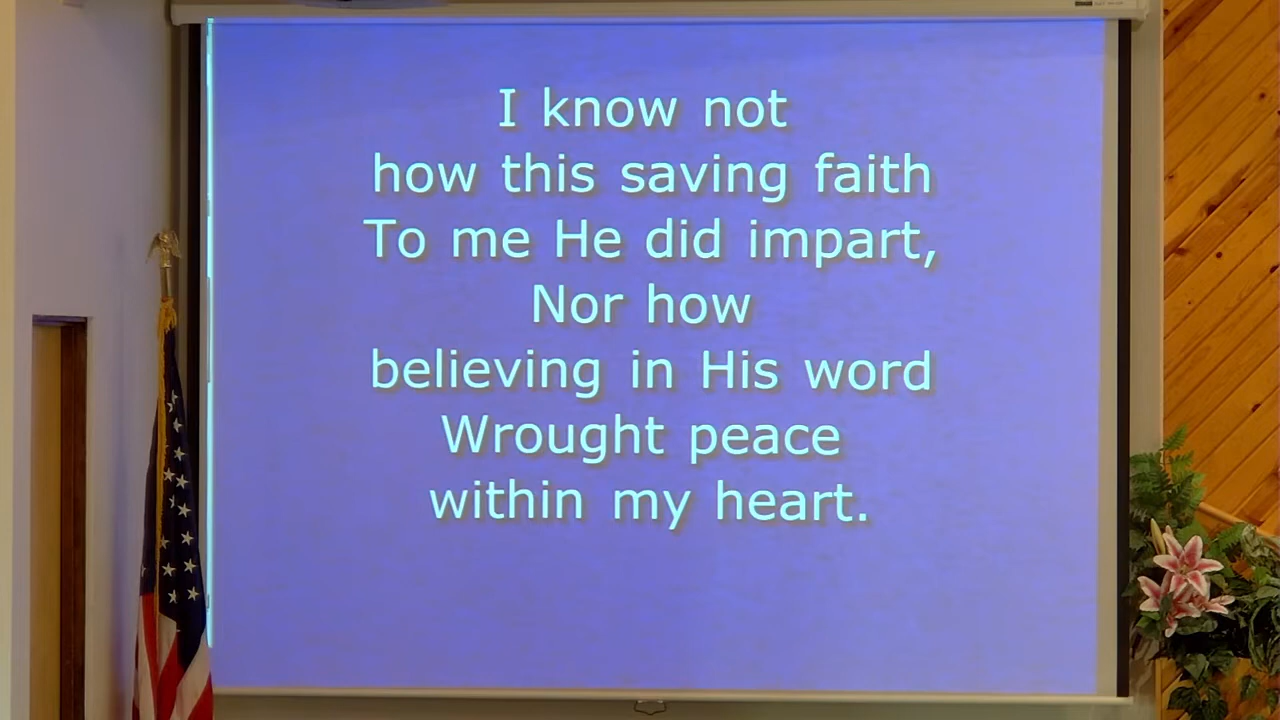 I know not
how this saving faith
To me He did impart,
Nor how
believing in His word
Wrought peace
within my heart.